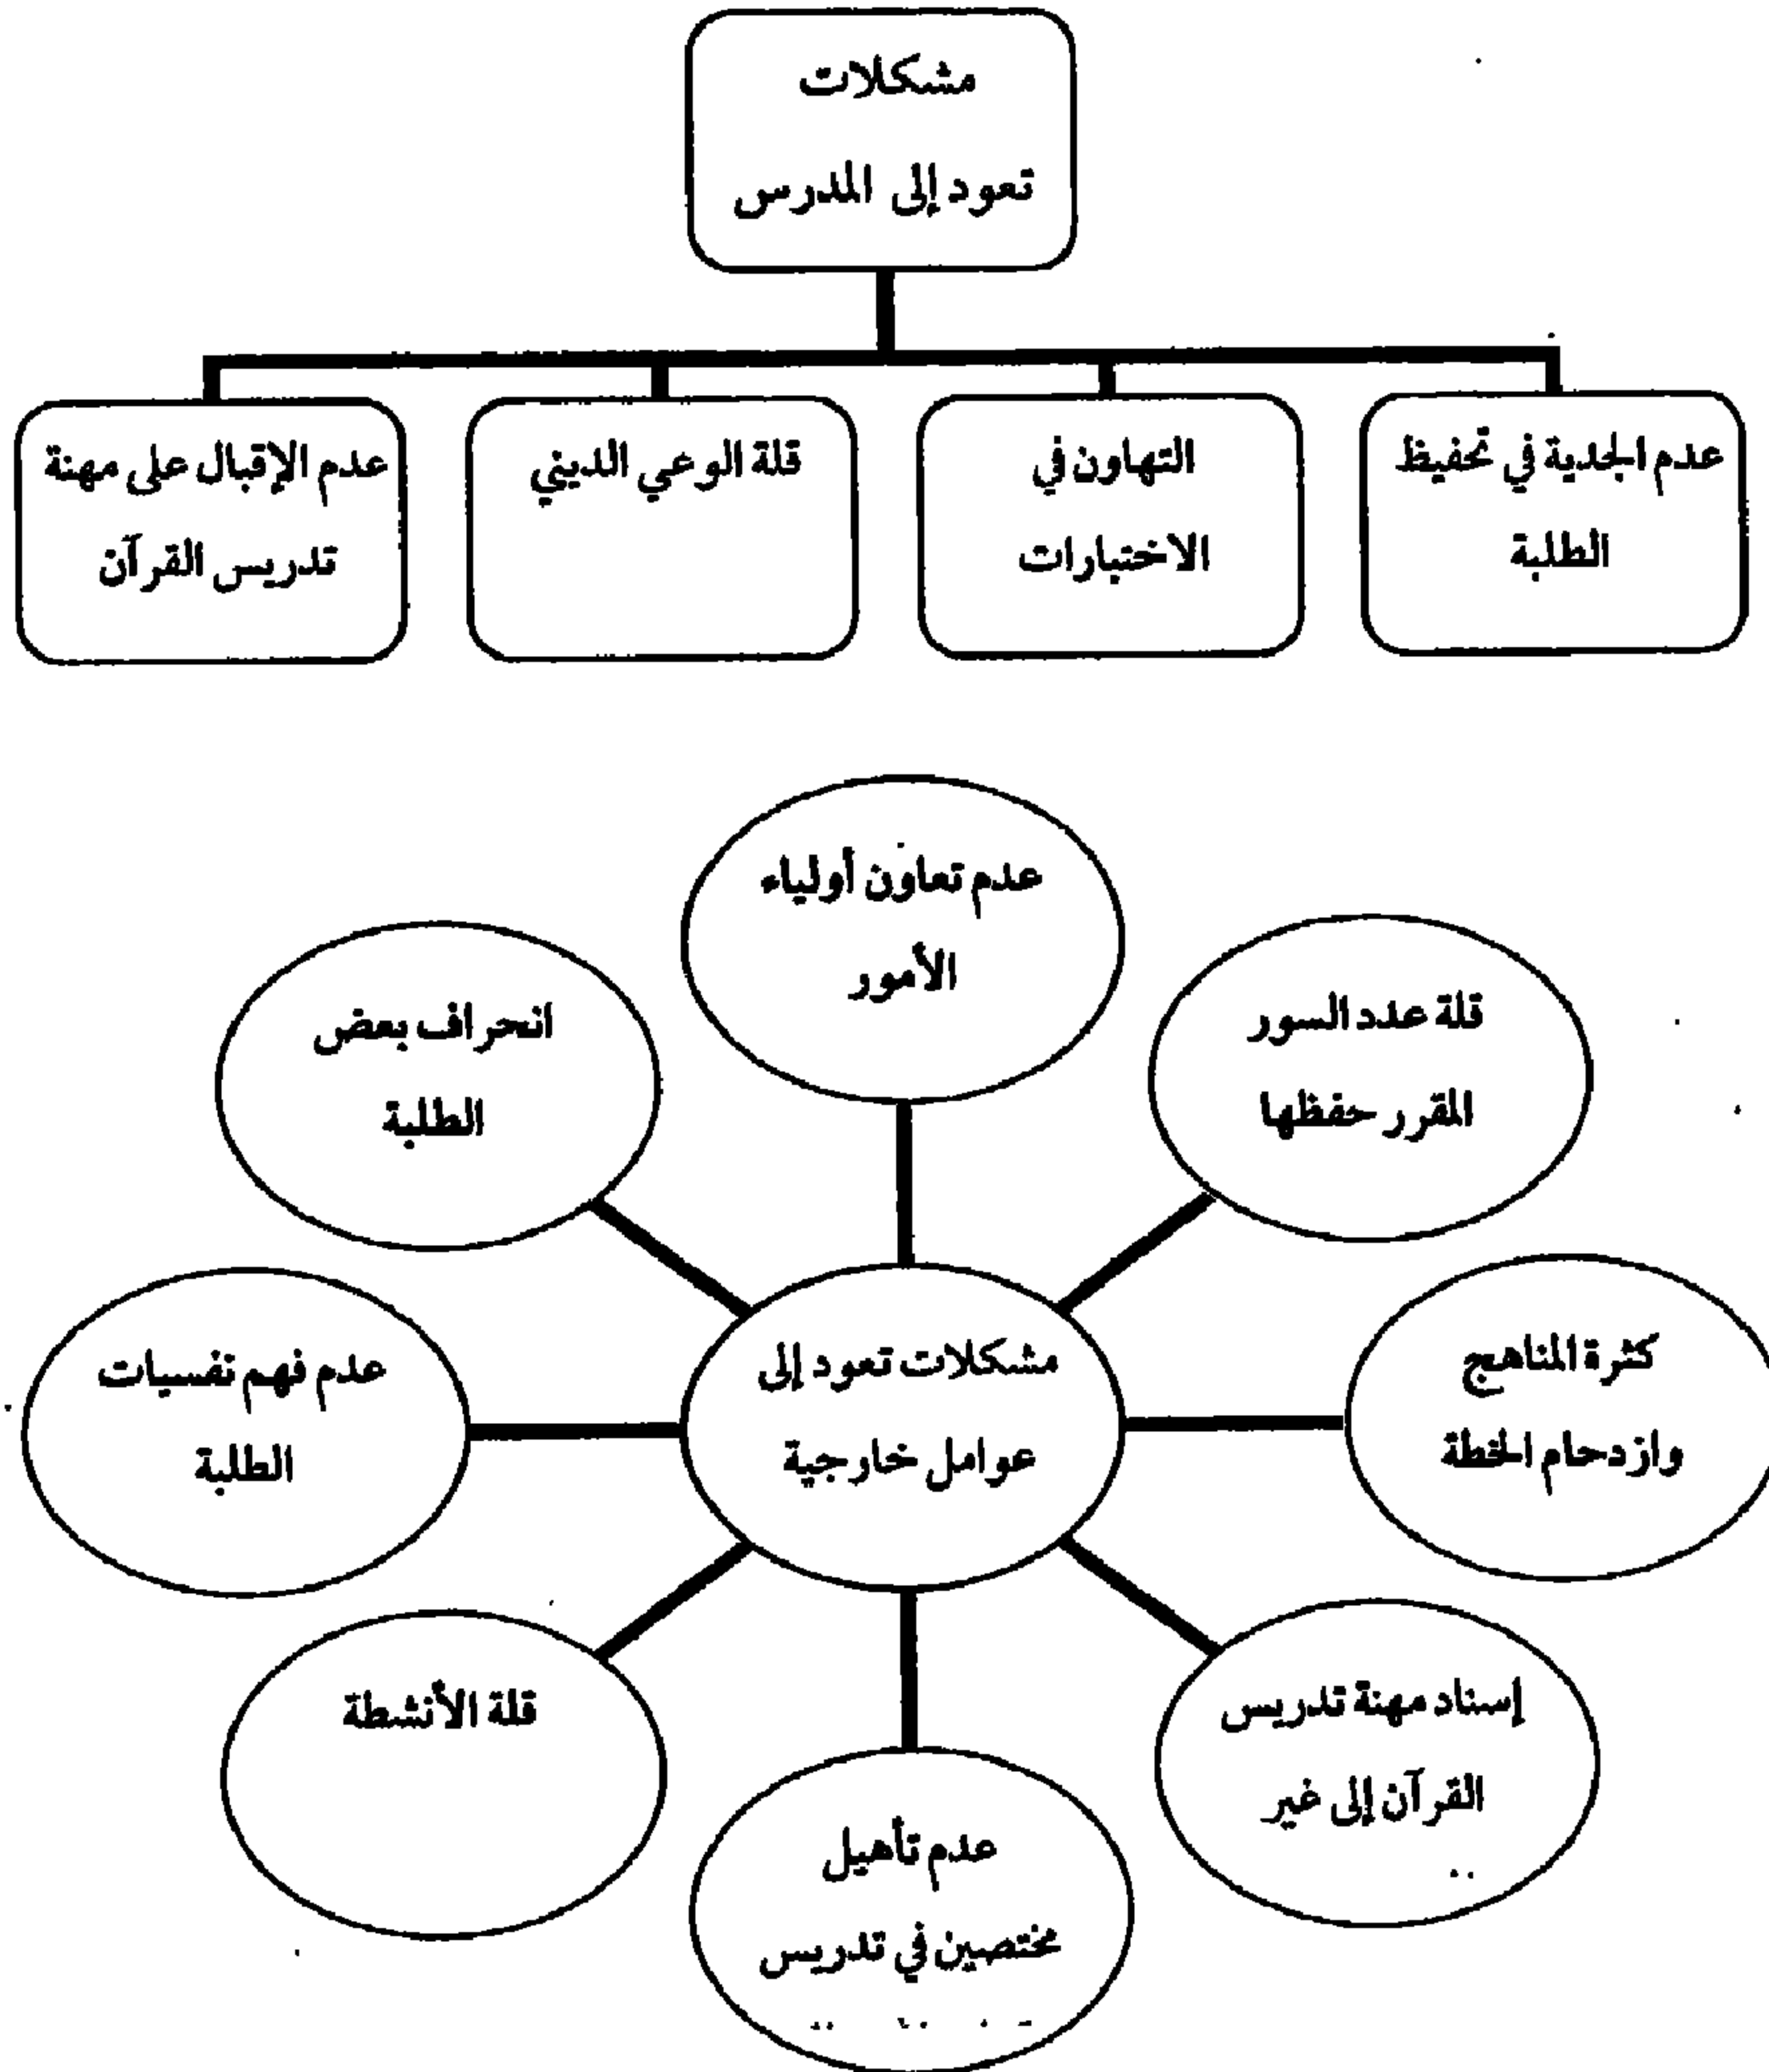 مشكلات
تعود إلى المدرس
عدم الجدية في تحفيظ
الطلبة
التهاون في
الاختبارات
قلة الوعي الديني
عدم الإقبال على مهنة
تدريس القرآن
عدم تعاون أولياء
الأمور
قلة عدد السور
المقرر حفظها
كثرة المناهج
وازدحام الخطة
إسناد مهنة تدريس
القرآن إلى غير
عدم تأهيل
مختصين في تدريس
قلة الأنشطة
عدم فهم نفسيات
الطلبة
انحراف بعض
الطلبة
مشكلات تعود إلى
عوامل خارجية